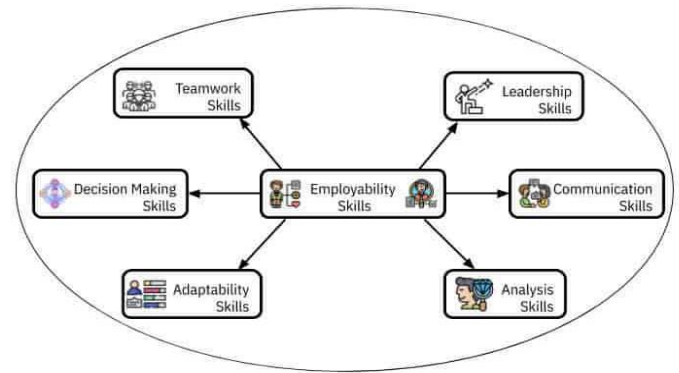 Teamwork
Skills
Leadership
Skills
Decision Making
Skills
Employability
Skills
Communication
Skills
Adaptability
Skills
Analysis
Skills